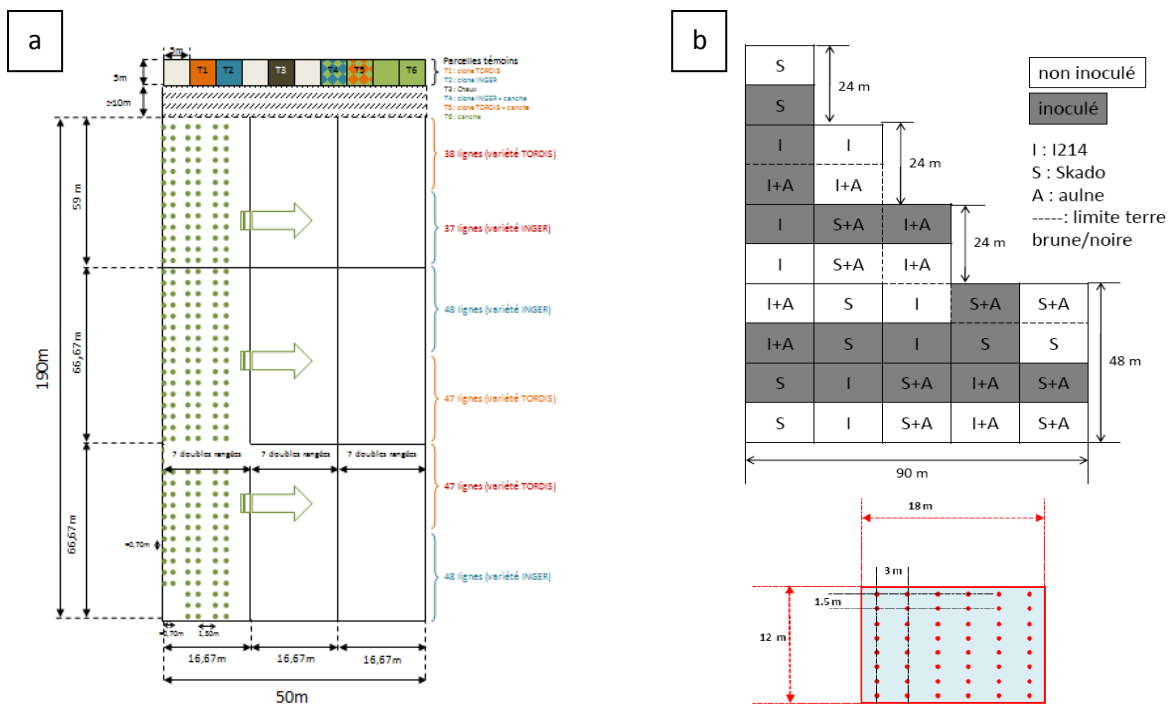 a
5m
T1
T2
T3
T4
T5
T6
5m
≥10m
Parcelles témoins
T1 : clone TORDIS
T2 : clone INGER
T3 : Chaux
T4 : clone INGER + canche
T5 : clone TORDIS + canche
T6 : canche
38 lignes (variété TORDIS)
37 lignes (variété INGER)
48 lignes (variété INGER)
47 lignes (variété TORDIS)
47 lignes (variété TORDIS)
48 lignes (variété INGER)
59 m
66,67m
66,67m
190m
7 doubles rangées
7 doubles rangées
7 doubles rangées
≈0,70m
≈0,70m
1,50m
16,67m
16,67m
16,67m
50m
b
S
S
I
I
I+A
I+A
I
S+A
I+A
I
S+A
I+A
I+A
S
I
S+A
S+A
I+A
S
I
S
S
S
I
S+A
I+A
S+A
S
I
S+A
I+A
S+A
24 m
24 m
24 m
48 m
90 m
non inoculé
inoculé
I : I214
S : Skado
A : aulne
-----: limite terre
brune/noire
18 m
3 m
1.5m
12 m